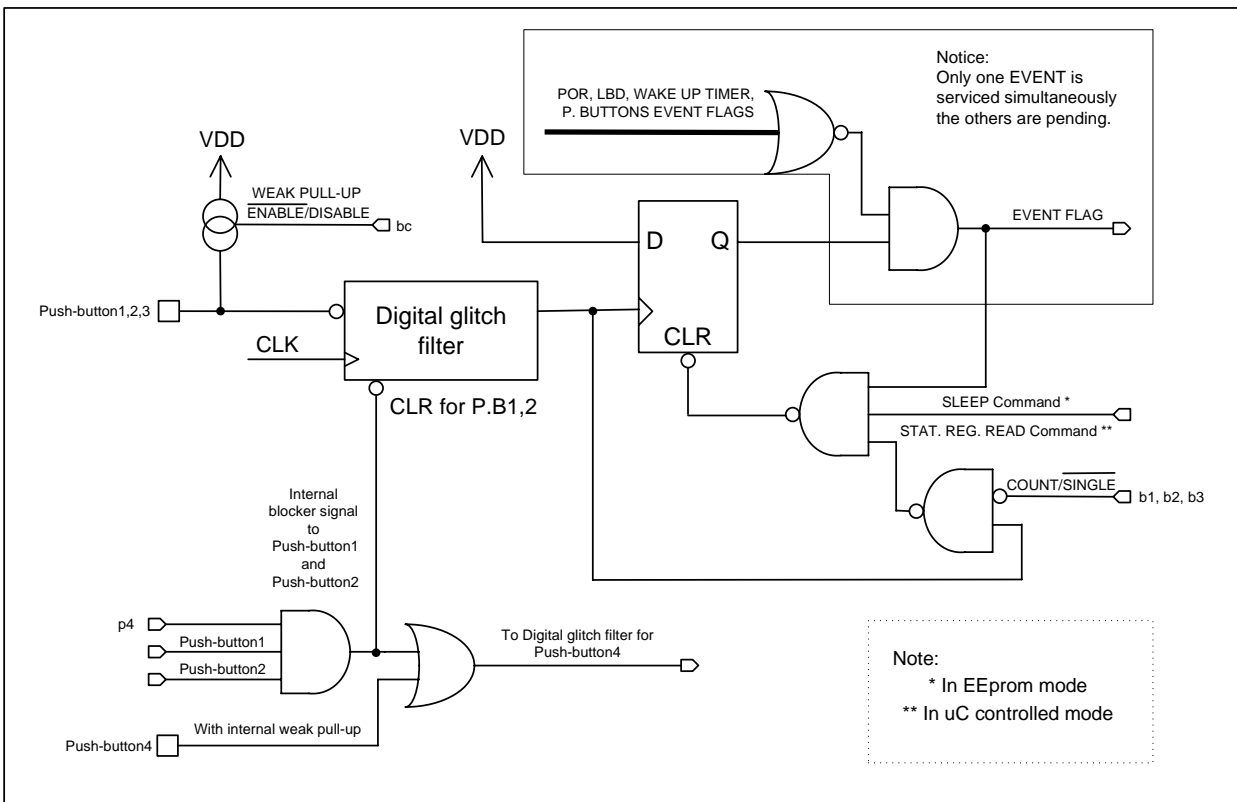 Notice:
Only one EVENT is
serviced simultaneously
the others are pending.
POR, LBD, WAKE UP TIMER,
P. BUTTONS EVENT FLAGS
VDD
VDD
WEAK PULL-UP
ENABLE/DISABLE
bc
EVENT FLAG
D
Q
CLR
Push-button1,2,3
Digital glitch
filter
CLK
CLR for P.B1,2
SLEEP Command *
STAT. REG. READ Command **
COUNT/SINGLE
b1, b2, b3
Internal
blocker signal
to
Push-button1
and
Push-button2
p4
Push-button1
Push-button2
To Digital glitch filter for
Push-button4
With internal weak pull-up
Push-button4
Note:
* In EEprom mode
** In uC controlled mode